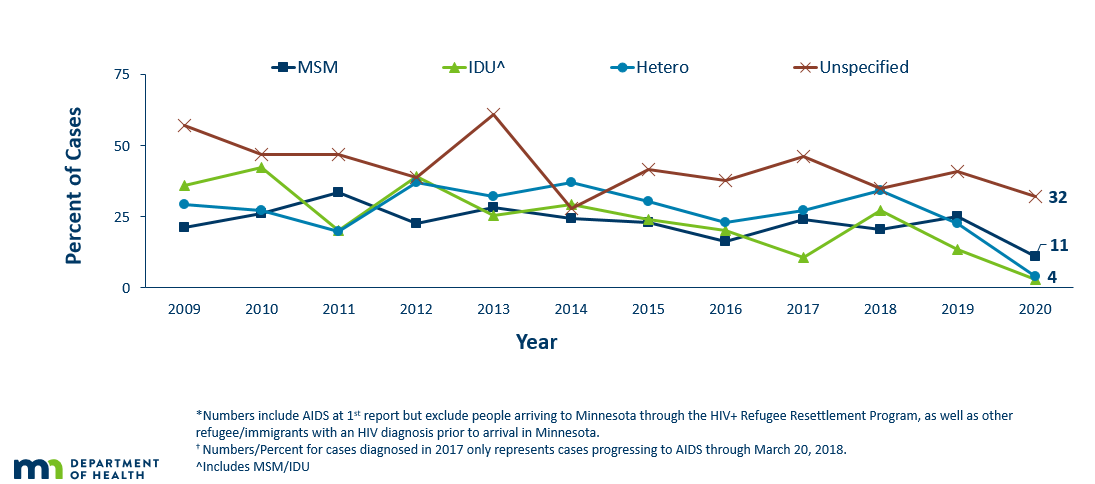 MSM IDU^ Hetero Unspecified
75
50
25
0
Percent of Cases
32
11
4
2009 2010 2011 2012 2013 2014 2015 2016 2017 2018 2019 2020
Year
*Numbers include AIDS at 1st report but exclude people arriving to Minnesota through the HIV+ Refugee Resettlement Program, as well as other
refugee/immigrants with an HIV diagnosis prior to arrival in Minnesota.
† Numbers/Percent for cases diagnosed in 2017 only represents cases progressing to AIDS through March 20, 2018.
^Includes MSM/IDU
mn DEPARTMENT
OF HEALTH